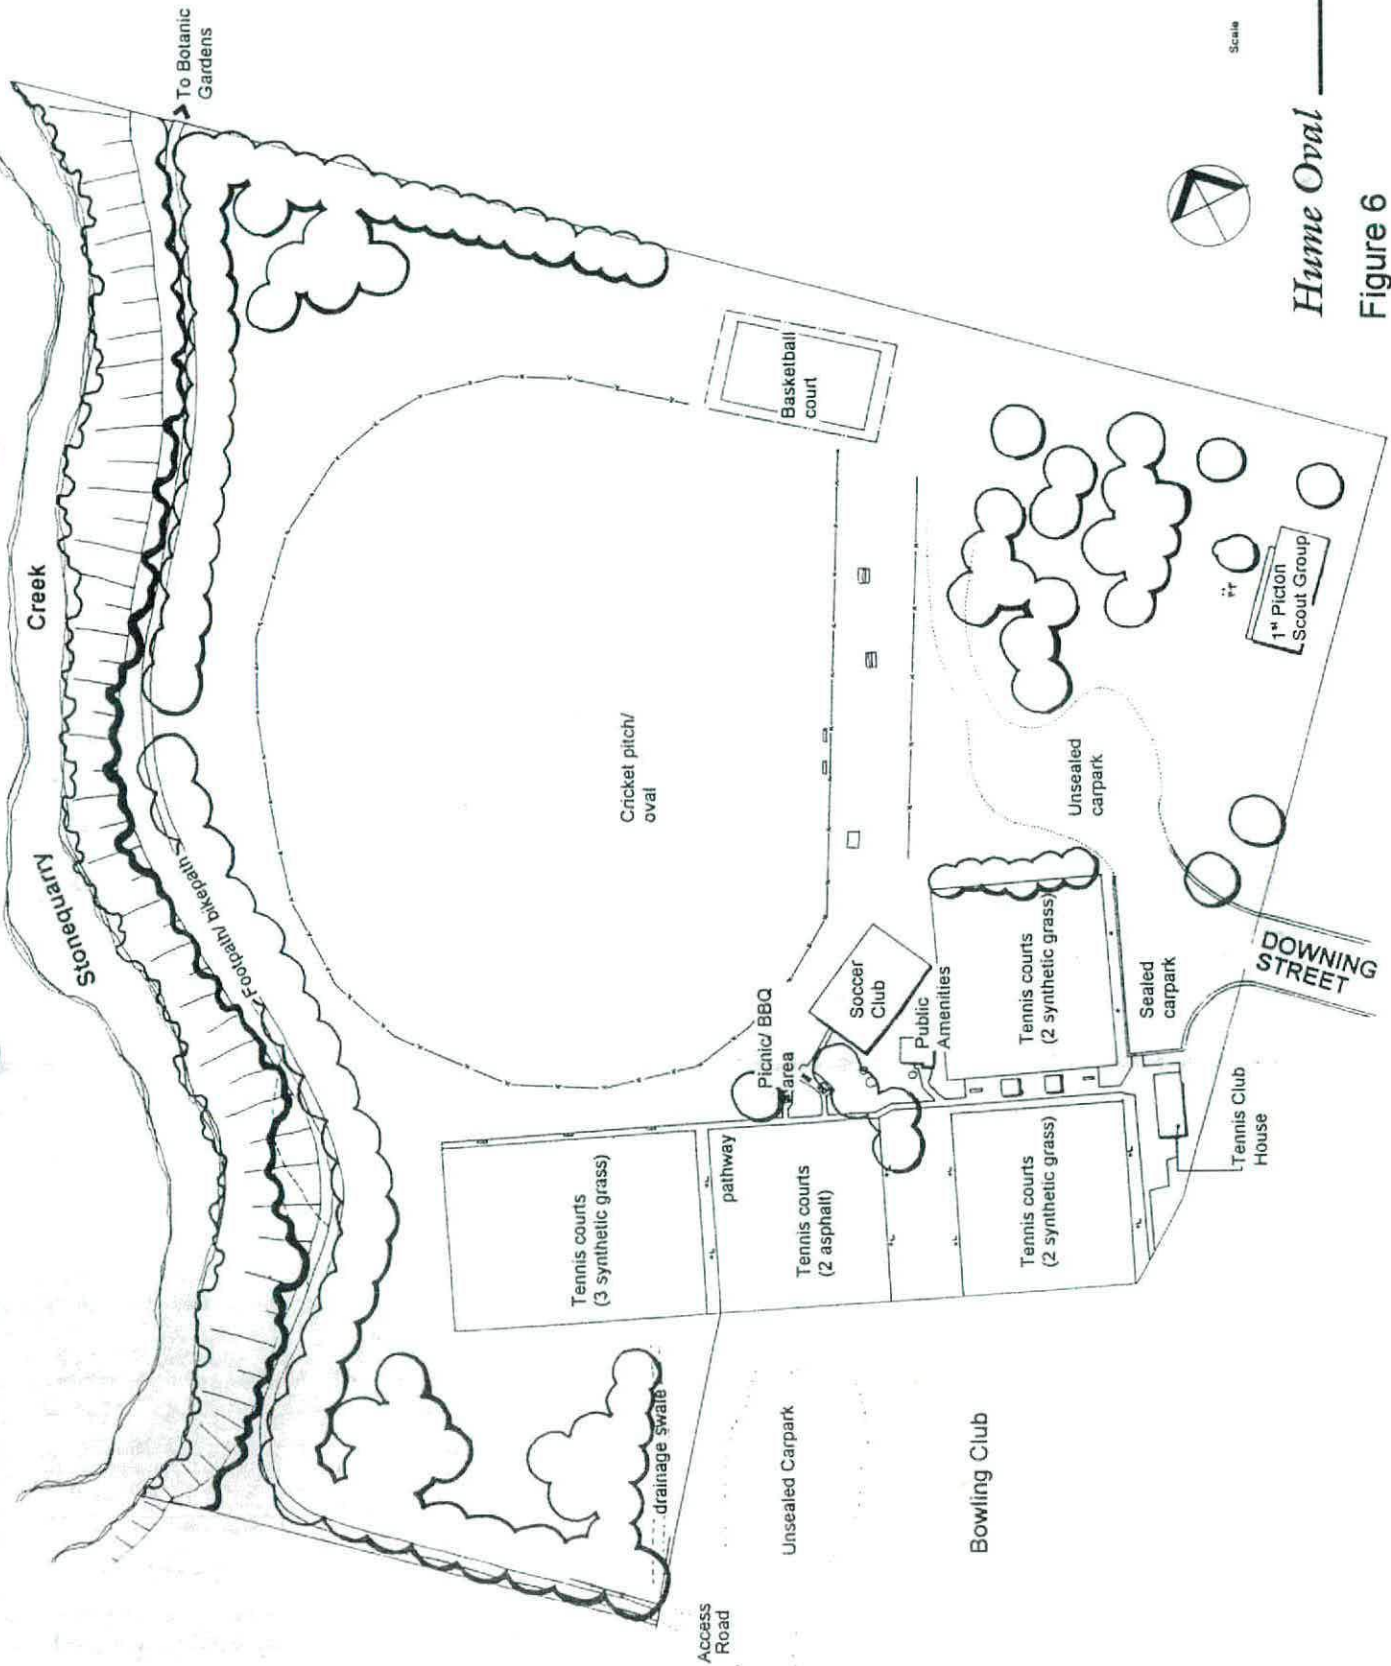 Stonequarry
Creek
To Botanic
Gardens
Footpath/ bikepath
Cricket pitch/
oval
Basketball
court
Picnic/ BBQ
area
Soccer
Club
Public
Amenities
Tennis courts
(3 synthetic grass)
pathway
Tennis courts
(2 asphalt)
Tennis courts
(2 synthetic grass)
Tennis courts
(2 synthetic grass)
Unsealed
carpark
Sealed
carpark
1st Picton
Scout Group
DOWNING
STREET
Tennis Club
House
drainage swale
Unsealed Carpark
Access
Road
Bowling Club
Scale
Hume Oval
Figure 6